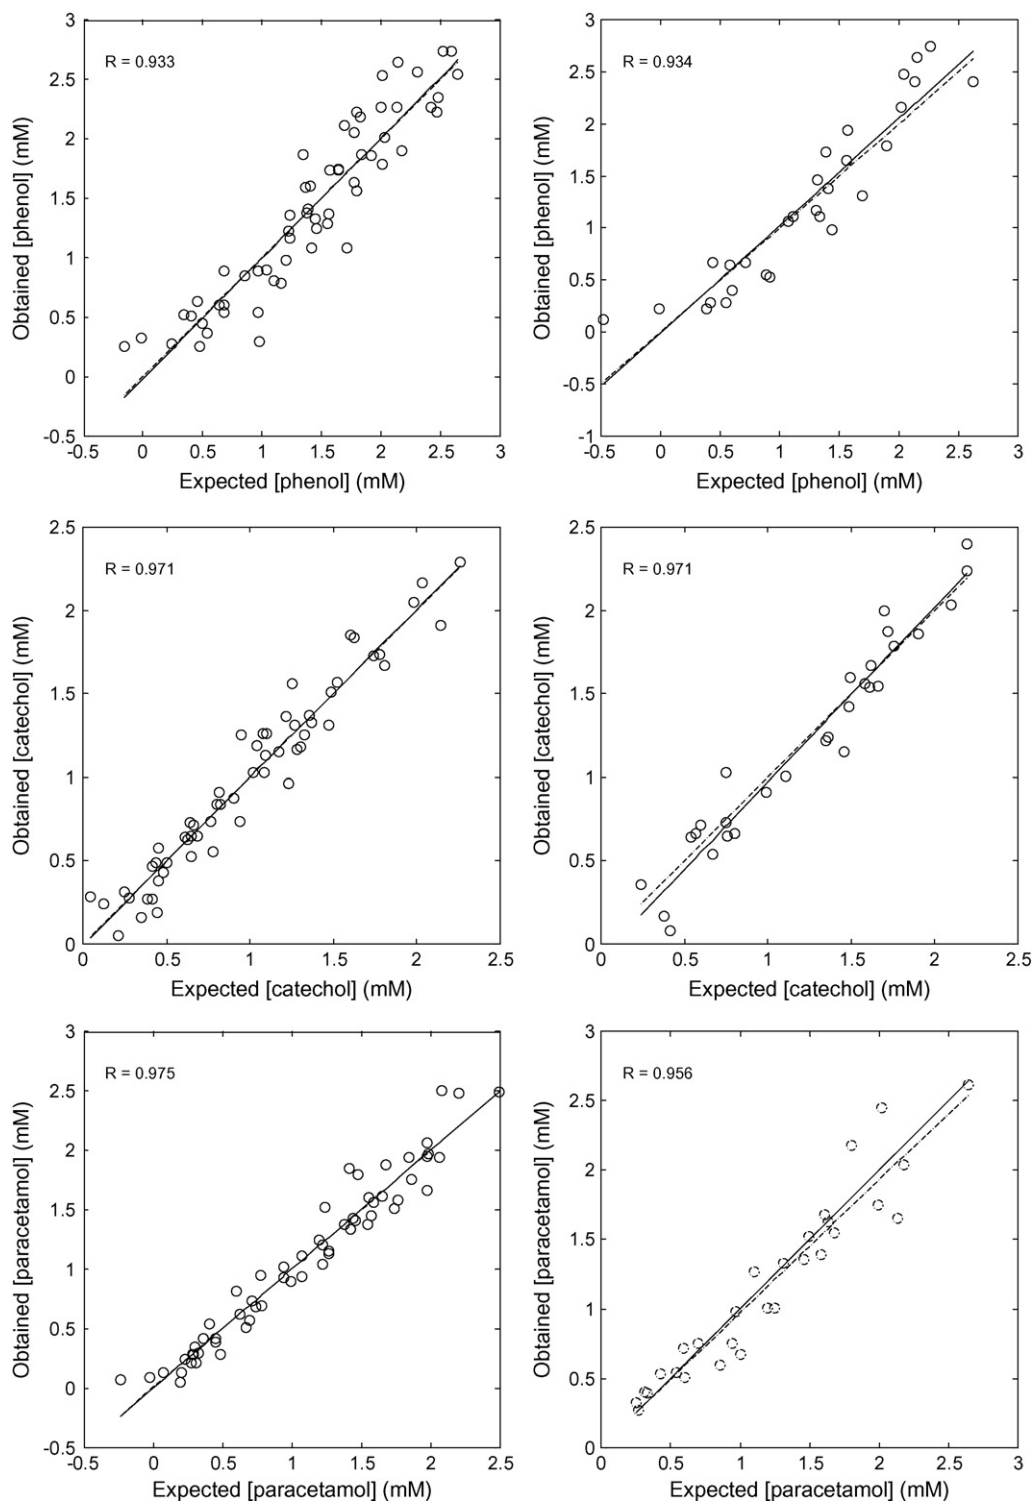 3
2.5
2
1.5
1
0.5
0
-0.5
R = 0.933
Obtained [phenol] (mM)
-0.5 0 0.5 1 1.5 2 2.5 3
Expected [phenol] (mM)
3
2.5
2
1.5
1
0.5
0
-0.5
-1
R = 0.934
Obtained [phenol] (mM)
-0.5 0 0.5 1 1.5 2 2.5 3
Expected [phenol] (mM)
2.5
2
1.5
1
0.5
0
R = 0.971
Obtained [catechol] (mM)
0 0.5 1 1.5 2 2.5
Expected [catechol] (mM)
2.5
2
1.5
1
0.5
0
R = 0.971
Obtained [catechol] (mM)
0 0.5 1 1.5 2 2.5
Expected [catechol] (mM)
3
2.5
2
1.5
1
0.5
0
-0.5
R = 0.975
Obtained [paracetamol] (mM)
-0.5 0 0.5 1 1.5 2 2.5
Expected [paracetamol] (mM)
3
2.5
2
1.5
1
0.5
0
R = 0.956
Obtained [paracetamol] (mM)
0 0.5 1 1.5 2 2.5 3
Expected [paracetamol] (mM)